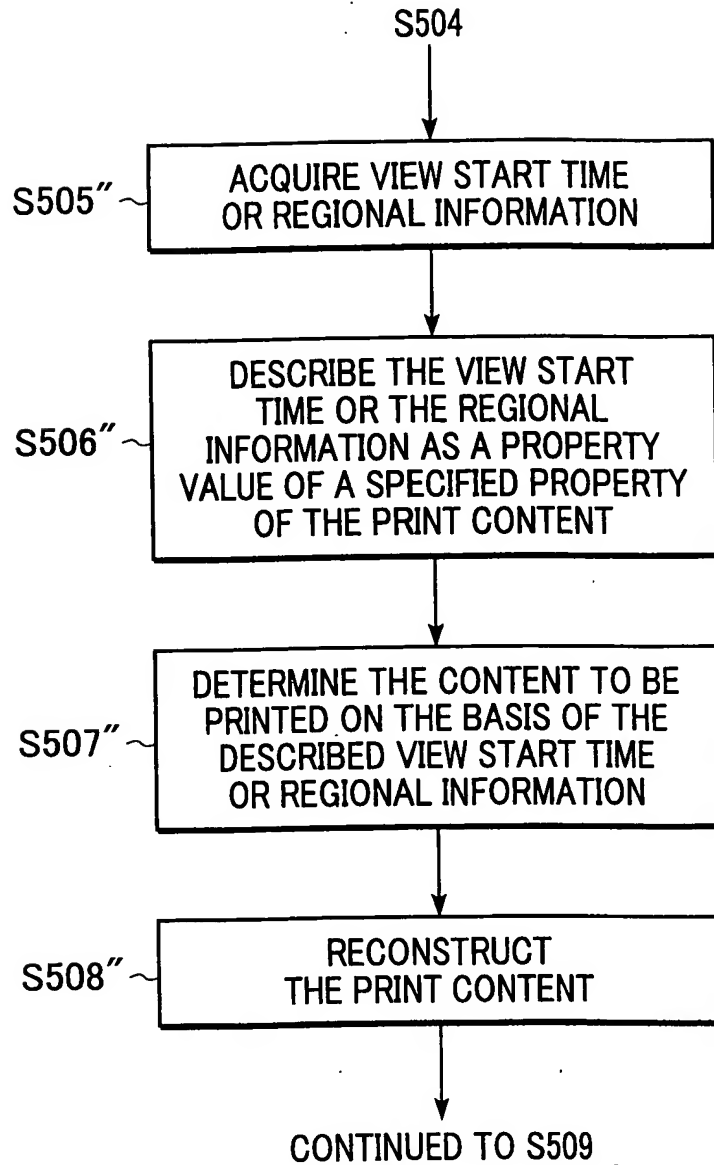 S504
S505″
ACQUIRE VIEW START TIME
OR REGIONAL INFORMATION
S506″
DESCRIBE THE VIEW START
TIME OR THE REGIONAL
INFORMATION AS A PROPERTY
VALUE OF A SPECIFIED PROPERTY
OF THE PRINT CONTENT
S507″
DETERMINE THE CONTENT TO BE
PRINTED ON THE BASIS OF THE
DESCRIBED VIEW START TIME
OR REGIONAL INFORMATION
S508″
RECONSTRUCT
THE PRINT CONTENT
CONTINUED TO S509